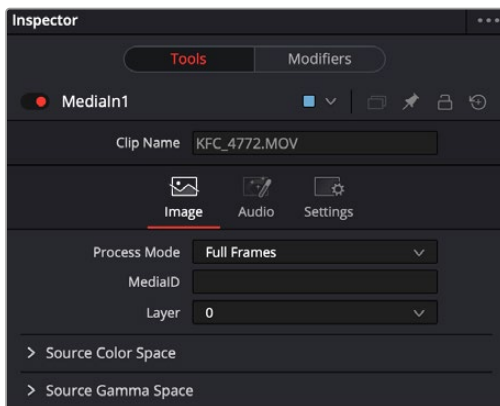 Inspector
Tools Modifiers
MediaIn1
Clip Name KFC_4772.MOV
Image Audio Settings
Process Mode Full Frames
MediaID
Layer 0
Source Color Space
Source Gamma Space